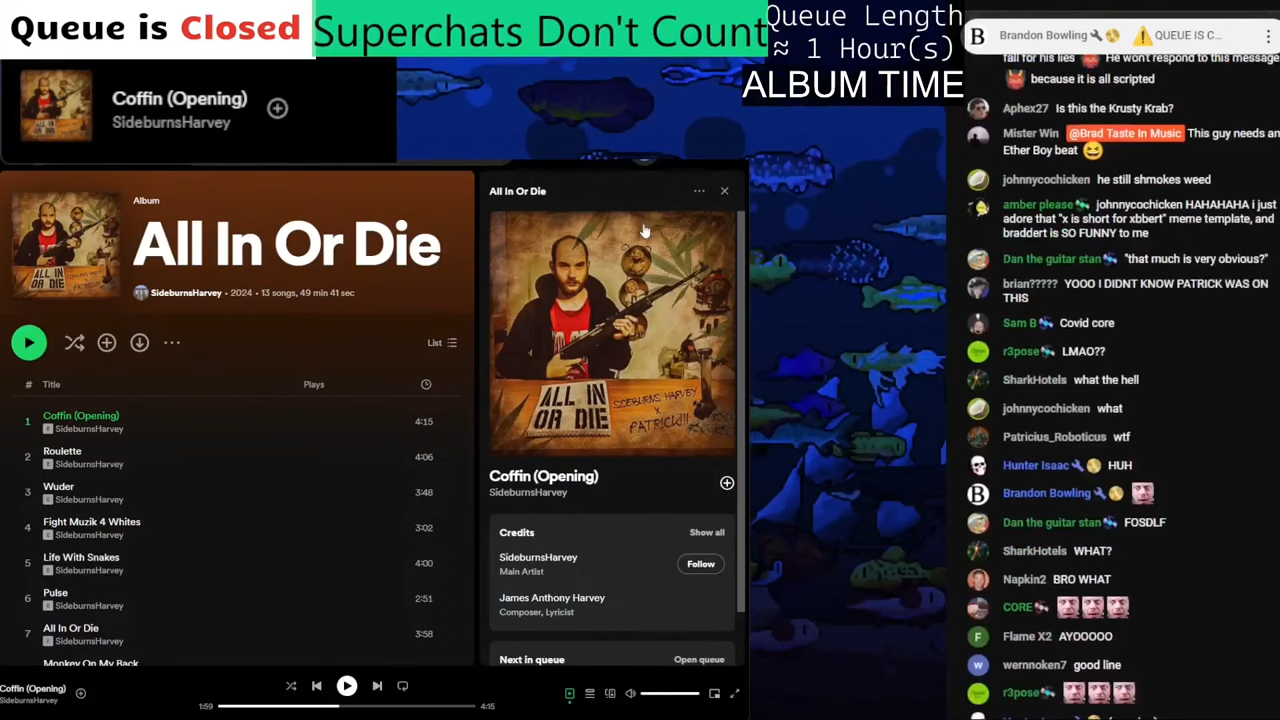 Queue is Closed
Superchats Don't Count
Queue Length
≈ 1 Hour(s)
ALBUM TIME
Coffin (Opening)
SideburnsHarvey
Album
All In Or Die
SideburnsHarvey • 2024 • 13 songs, 49 min 41 sec
List
# Title Plays
1 Coffin (Opening) 4:15
E SideburnsHarvey
2 Roulette 4:06
E SideburnsHarvey
3 Wuder 3:48
E SideburnsHarvey
4 Fight Muzik 4 Whites 3:02
E SideburnsHarvey
5 Life With Snakes 4:00
E SideburnsHarvey
6 Pulse 2:51
E SideburnsHarvey
7 All In Or Die 3:58
E SideburnsHarvey
Monkey On My Back
All In Or Die
ALL IN
OR DIE
SIDEBURNS HARVEY
X
Coffin (Opening)
SideburnsHarvey
Credits Show all
SideburnsHarvey
Main Artist
Follow
James Anthony Harvey
Composer, Lyricist
Next in queue Open queue
Coffin (Opening)
SideburnsHarvey
1:59 4:15
B Brandon Bowling QUEUE IS C...
fall for his lies He won't respond to this message
because it is all scripted
Aphex27 Is this the Krusty Krab?
Mister Win @Brad Taste In Music This guy needs an
Ether Boy beat
johnnycochicken he still shmokes weed
amber please johnnycochicken HAHAHAHA i just
adore that "x is short for xbbert" meme template, and
braddert is SO FUNNY to me
Dan the guitar stan "that much is very obvious?"
brian????? YOOO I DIDNT KNOW PATRICK WAS ON
THIS
Sam B Covid core
r3pose LMAO??
SharkHotels what the hell
johnnycochicken what
Patricius_Roboticus wtf
Hunter Isaac HUH
B Brandon Bowling
Dan the guitar stan FOSDLF
SharkHotels WHAT?
Napkin2 BRO WHAT
CORE
F Flame X2 AYOOOOO
w wernoken7 good line
r3pose